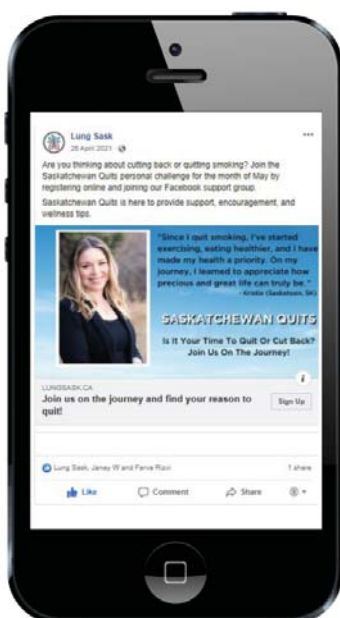 Lung Sask
26 April 2021
Are you thinking about cutting back or quitting smoking? Join the
Saskatchewan Quits personal challenge for the month of May by
registering online and joining our Facebook support group.
Saskatchewan Quits is here to provide support, encouragement, and
wellness tips.
"Since I quit smoking, I've started
exercising, eating healthier, and I have
made my health a priority. On my
journey, I learned to appreciate how
precious and great life can truly be."
- Kristie (Saskatoon, SK)
SASKATCHEWAN QUITS
Is It Your Time To Quit Or Cut Back?
Join Us On The Journey!
LUNGSASK.CA
Join us on the journey and find your reason to
quit!
Sign Up
Lung Sask, Janey W and Farva Rizvi
1 share
Like
Comment
Share